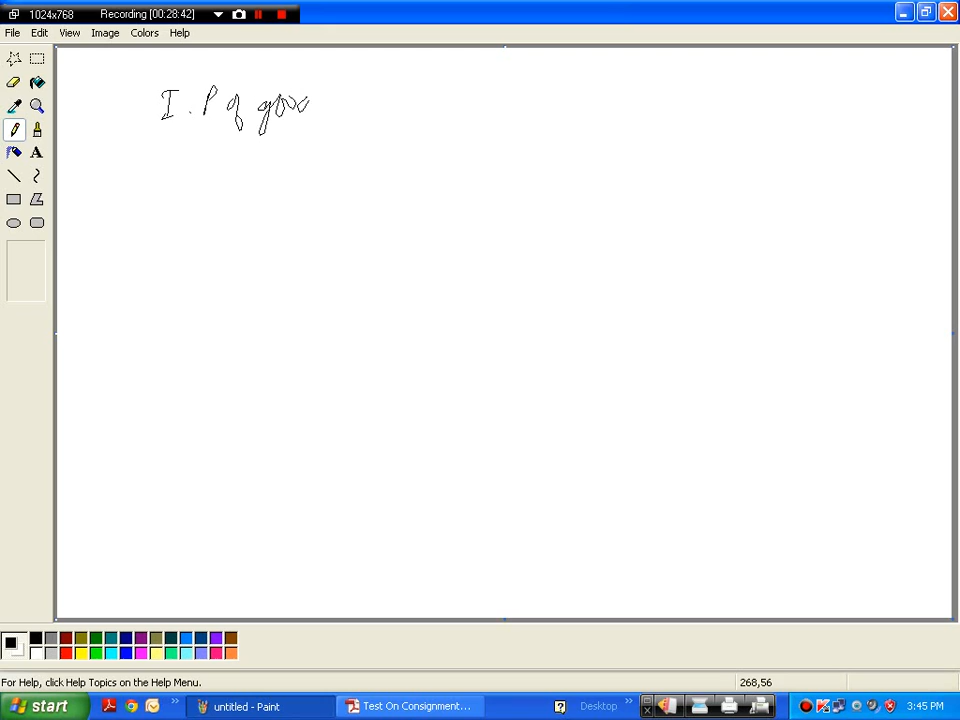 1024x768 Recording [00:28:42]
File Edit View Image Colors Help
I.P of goo
A
For Help, click Help Topics on the Help Menu. 268,56
start untitled - Paint Test On Consignment... Desktop 3:45 PM